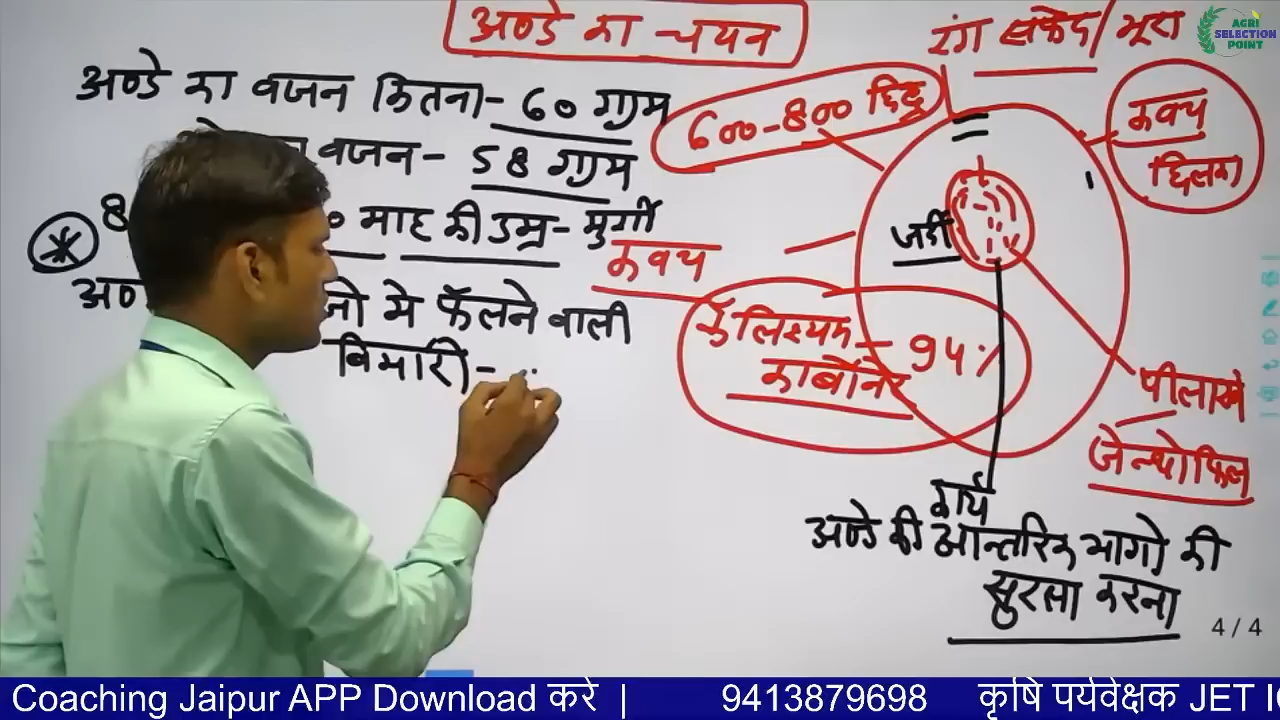 अण्डे का चयन
रंग सफेद/भूरा
AGRI
SELECTION
POINT
अण्डे का वजन कितना- 60 ग्राम
वजन- 58 ग्राम
8
माह की उम्र- मुर्गी
अण
जो मे फॅलने वाली
बिमारी-
600-800 छिद्र
कवच
छिलका
जर्दी
कवच
कॅलिश्यम
कार्बोनेट
94%
पीलापन
जेन्थोफिल
कार्य
अण्डे की आन्तरिक भागो की
सुरक्षा करना
4/4
Coaching Jaipur APP Download करे | 9413879698 कृषि पर्यवेक्षक JET